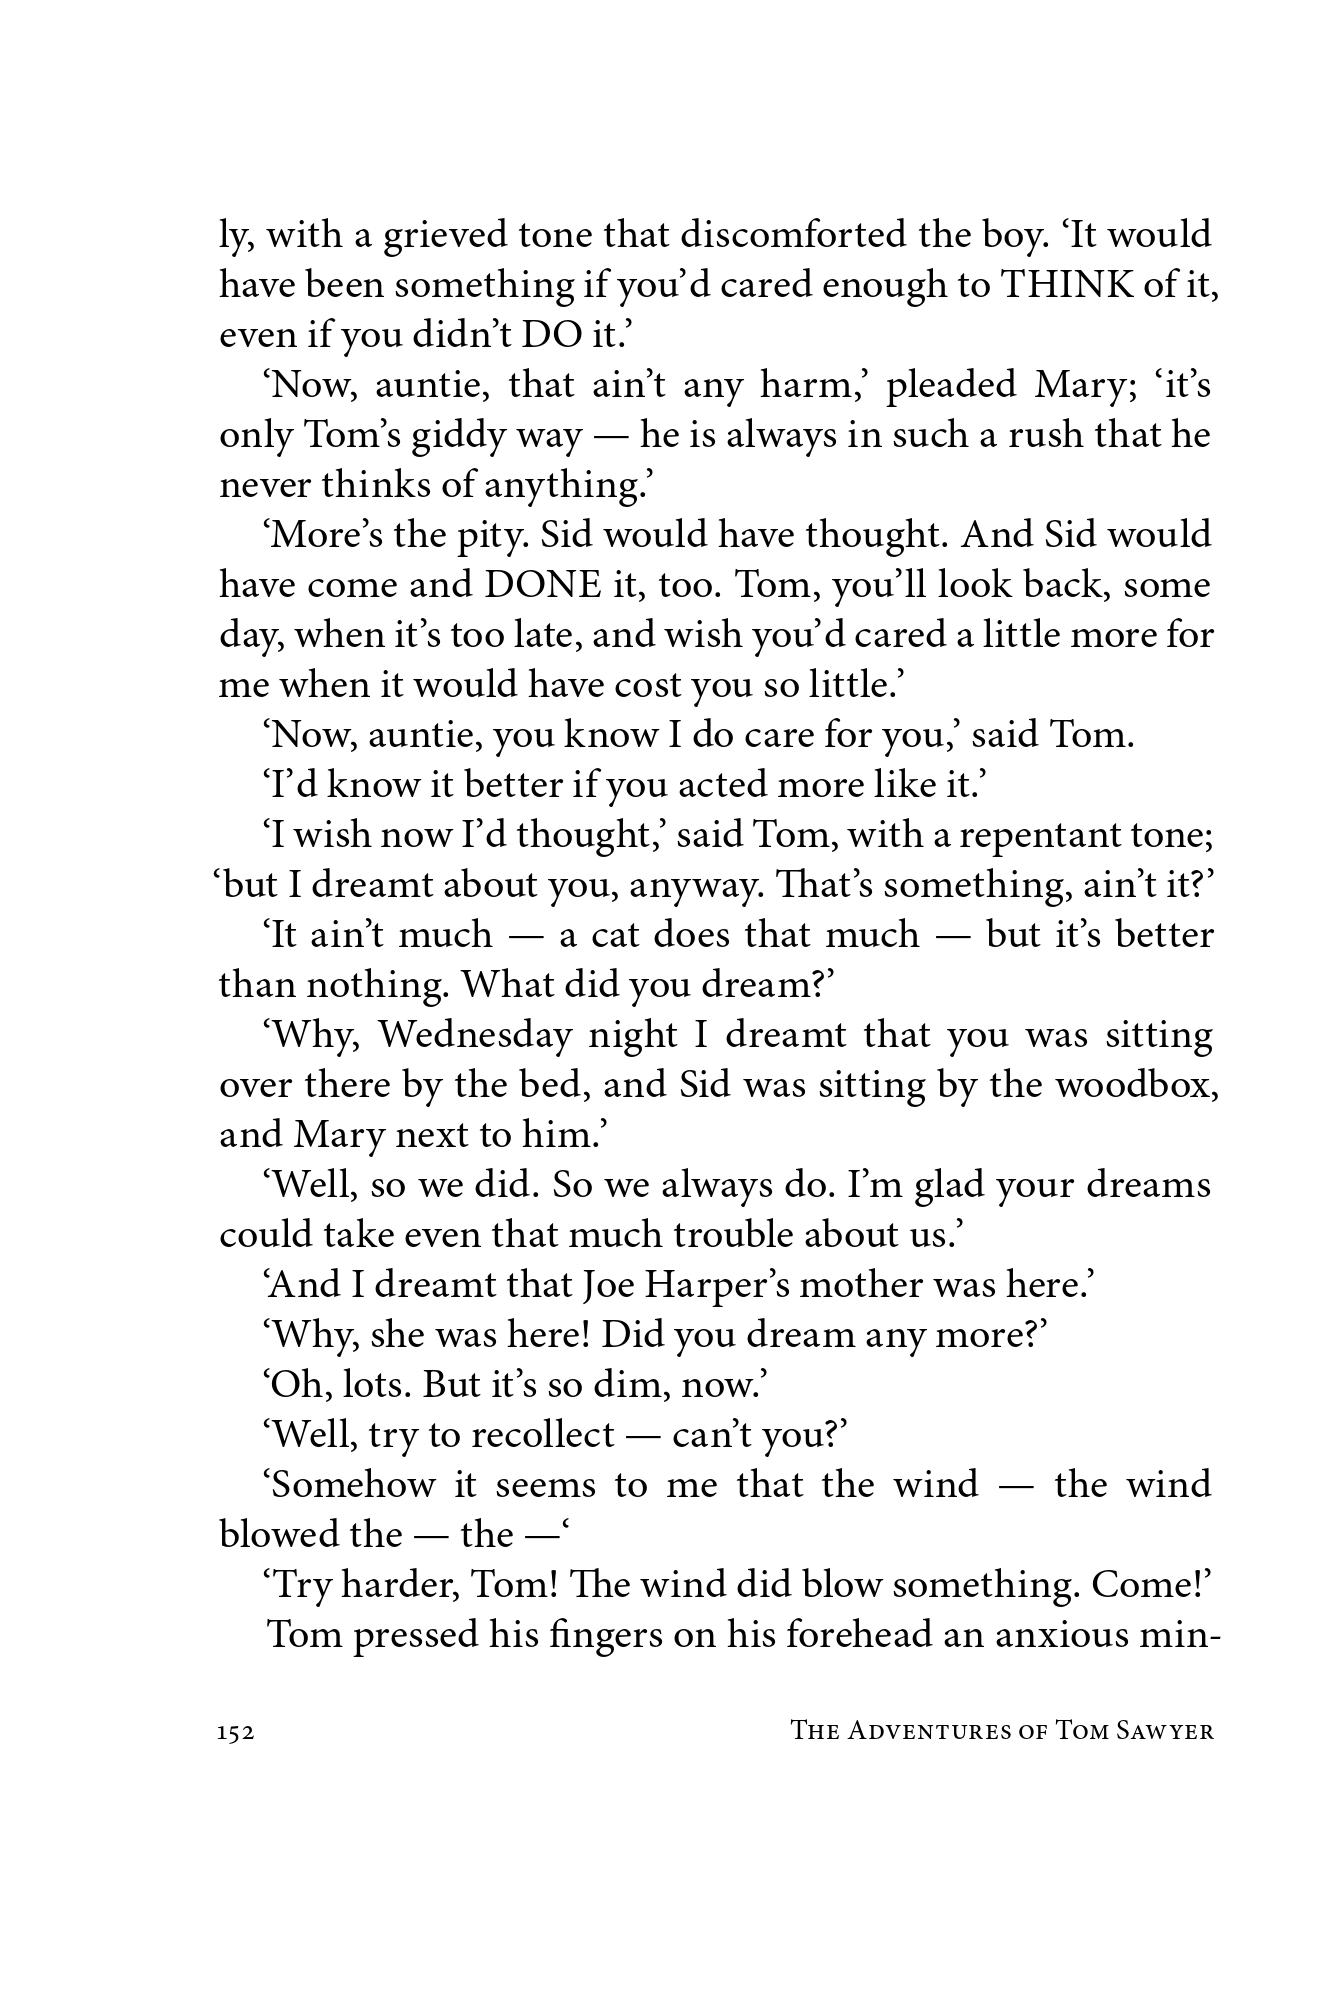 ly, with a grieved tone that discomforted the boy. ‘It would
have been something if you’d cared enough to THINK of it,
even if you didn’t DO it.’
‘Now, auntie, that ain’t any harm,’ pleaded Mary; ‘it’s
only Tom’s giddy way — he is always in such a rush that he
never thinks of anything.’
‘More’s the pity. Sid would have thought. And Sid would
have come and DONE it, too. Tom, you’ll look back, some
day, when it’s too late, and wish you’d cared a little more for
me when it would have cost you so little.’
‘Now, auntie, you know I do care for you,’ said Tom.
‘I’d know it better if you acted more like it.’
‘I wish now I’d thought,’ said Tom, with a repentant tone;
‘but I dreamt about you, anyway. That’s something, ain’t it?’
‘It ain’t much — a cat does that much — but it’s better
than nothing. What did you dream?’
‘Why, Wednesday night I dreamt that you was sitting
over there by the bed, and Sid was sitting by the woodbox,
and Mary next to him.’
‘Well, so we did. So we always do. I’m glad your dreams
could take even that much trouble about us.’
‘And I dreamt that Joe Harper’s mother was here.’
‘Why, she was here! Did you dream any more?’
‘Oh, lots. But it’s so dim, now.’
‘Well, try to recollect — can’t you?’
‘Somehow it seems to me that the wind — the wind
blowed the — the —‘
‘Try harder, Tom! The wind did blow something. Come!’
Tom pressed his fingers on his forehead an anxious min-
152 The Adventures of Tom Sawyer